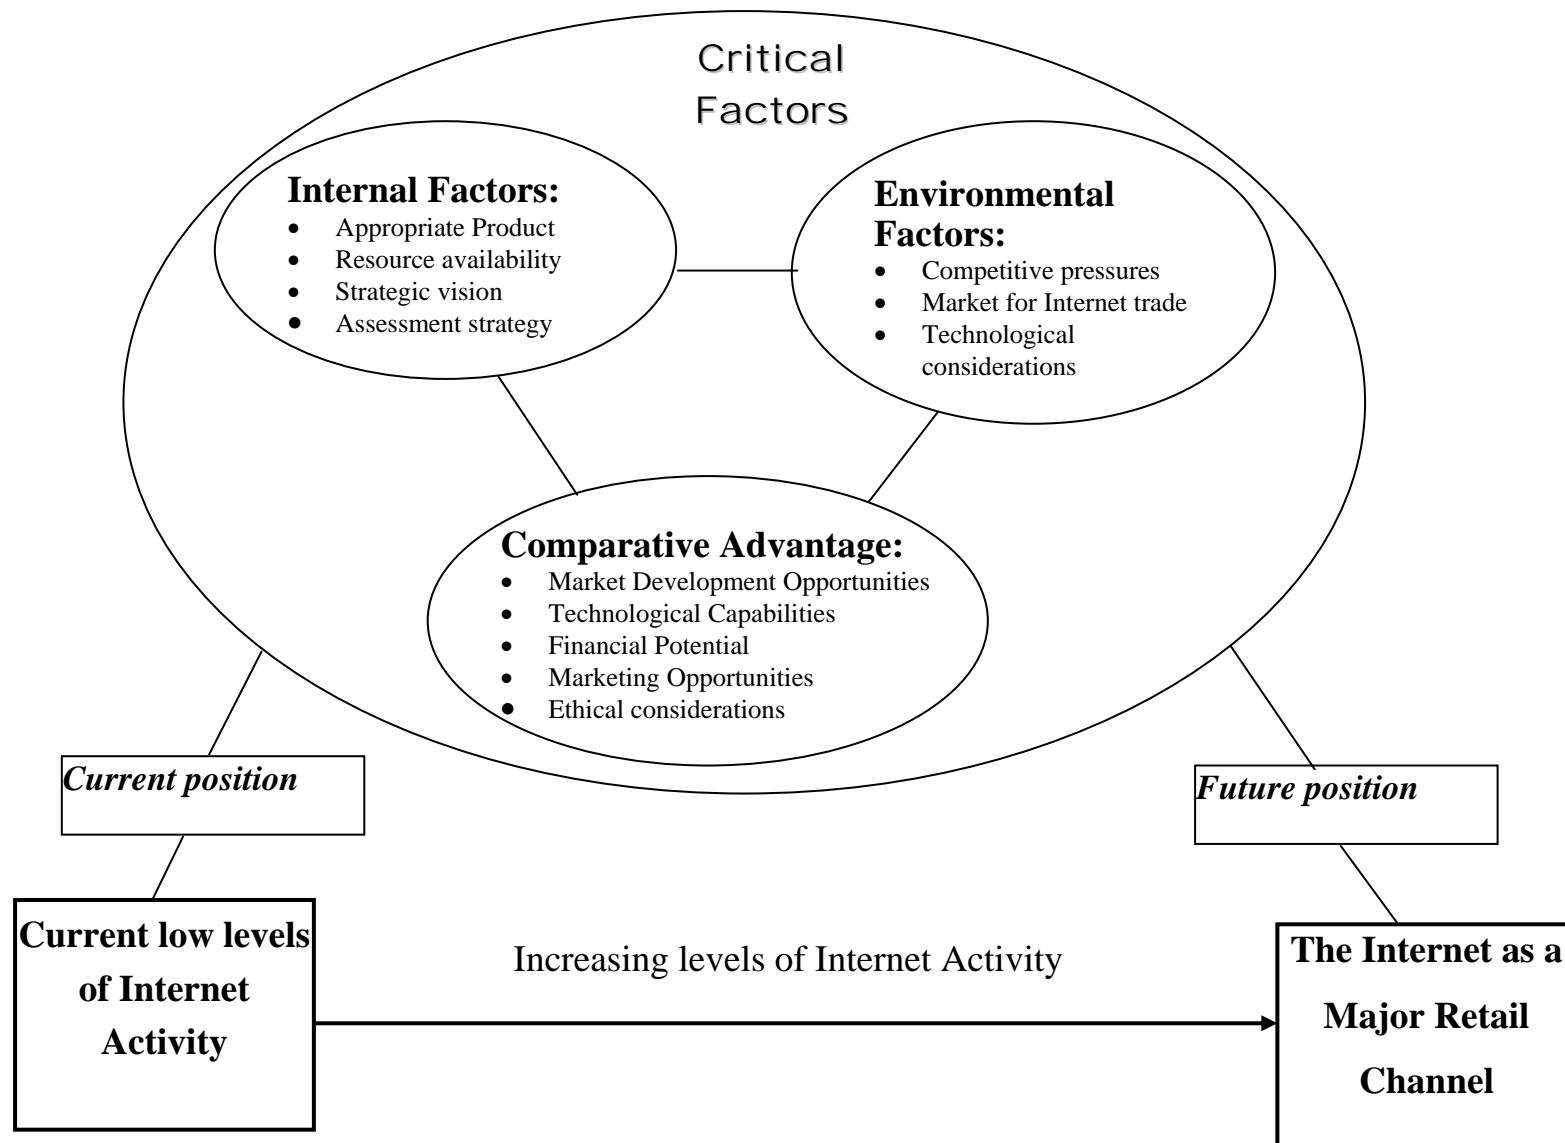 Critical
Factors
Internal Factors:
• Appropriate Product
• Resource availability
• Strategic vision
• Assessment strategy
Environmental
Factors:
• Competitive pressures
• Market for Internet trade
• Technological
considerations
Comparative Advantage:
• Market Development Opportunities
• Technological Capabilities
• Financial Potential
• Marketing Opportunities
• Ethical considerations
Current position
Future position
Current low levels
of Internet
Activity
Increasing levels of Internet Activity
The Internet as a
Major Retail
Channel